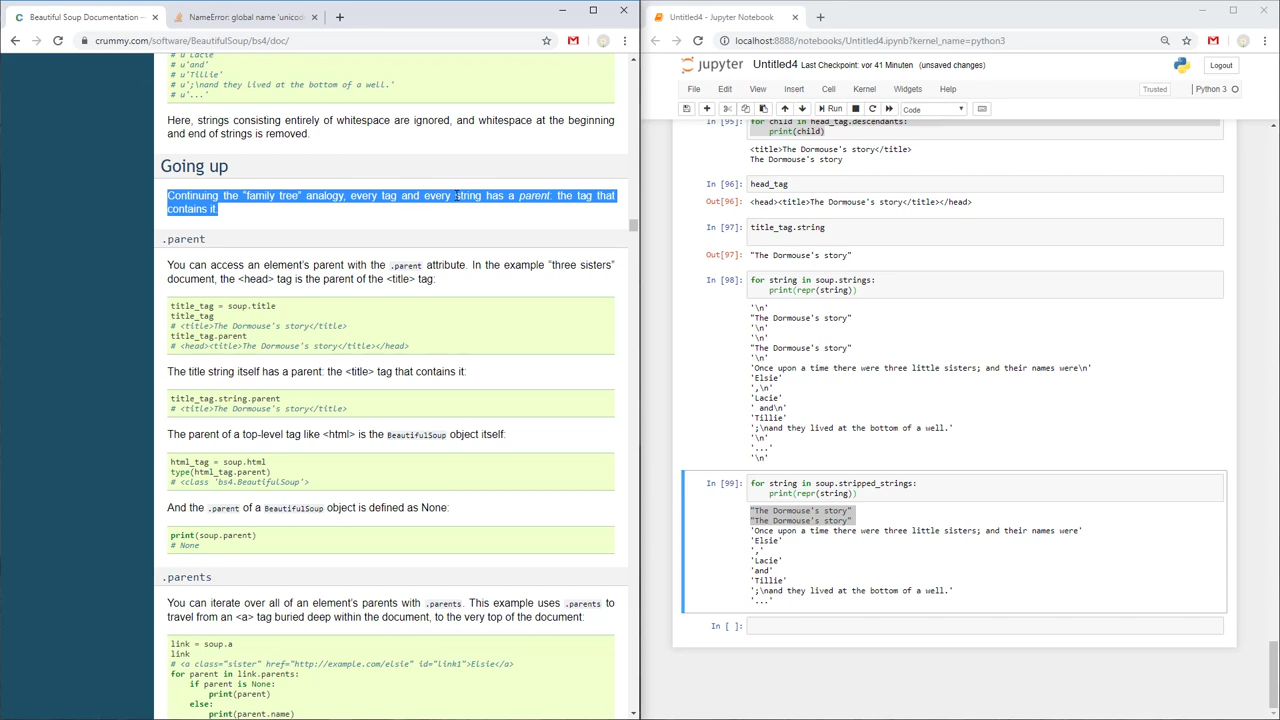 Beautiful Soup Documentation —
NameError: global name 'unicod
crummy.com/software/BeautifulSoup/bs4/doc/
# u'Lacie'
# u'and'
# u'Tillie'
# u';\nand they lived at the bottom of a well.'
# u'...'
Here, strings consisting entirely of whitespace are ignored, and whitespace at the beginning
and end of strings is removed.
Going up
Continuing the “family tree” analogy, every tag and every string has a parent: the tag that
contains it.
.parent
You can access an element’s parent with the .parent attribute. In the example “three sisters”
document, the <head> tag is the parent of the <title> tag:
title_tag = soup.title
title_tag
# <title>The Dormouse's story</title>
title_tag.parent
# <head><title>The Dormouse's story</title></head>
The title string itself has a parent: the <title> tag that contains it:
title_tag.string.parent
# <title>The Dormouse's story</title>
The parent of a top-level tag like <html> is the BeautifulSoup object itself:
html_tag = soup.html
type(html_tag.parent)
# <class 'bs4.BeautifulSoup'>
And the .parent of a BeautifulSoup object is defined as None:
print(soup.parent)
# None
.parents
You can iterate over all of an element’s parents with .parents. This example uses .parents to
travel from an <a> tag buried deep within the document, to the very top of the document:
link = soup.a
link
# <a class="sister" href="http://example.com/elsie" id="link1">Elsie</a>
for parent in link.parents:
if parent is None:
print(parent)
else:
print(parent.name)
Untitled4 - Jupyter Notebook
localhost:8888/notebooks/Untitled4.ipynb?kernel_name=python3
jupyter Untitled4 Last Checkpoint: vor 41 Minuten (unsaved changes)
Logout
File Edit View Insert Cell Kernel Widgets Help
Trusted Python 3
Run Code
In [95]: for child in head_tag.descendants:
print(child)
<title>The Dormouse's story</title>
The Dormouse's story
In [96]: head_tag
Out[96]: <head><title>The Dormouse's story</title></head>
In [97]: title_tag.string
Out[97]: "The Dormouse's story"
In [98]: for string in soup.strings:
print(repr(string))
'\n'
"The Dormouse's story"
'\n'
'\n'
"The Dormouse's story"
'\n'
'Once upon a time there were three little sisters; and their names were\n'
'Elsie'
',\n'
'Lacie'
' and\n'
'Tillie'
';\nand they lived at the bottom of a well.'
'\n'
'...'
'\n'
In [99]: for string in soup.stripped_strings:
print(repr(string))
"The Dormouse's story"
"The Dormouse's story"
'Once upon a time there were three little sisters; and their names were'
'Elsie'
','
'Lacie'
'and'
'Tillie'
';\nand they lived at the bottom of a well.'
'...'
In [ ]: